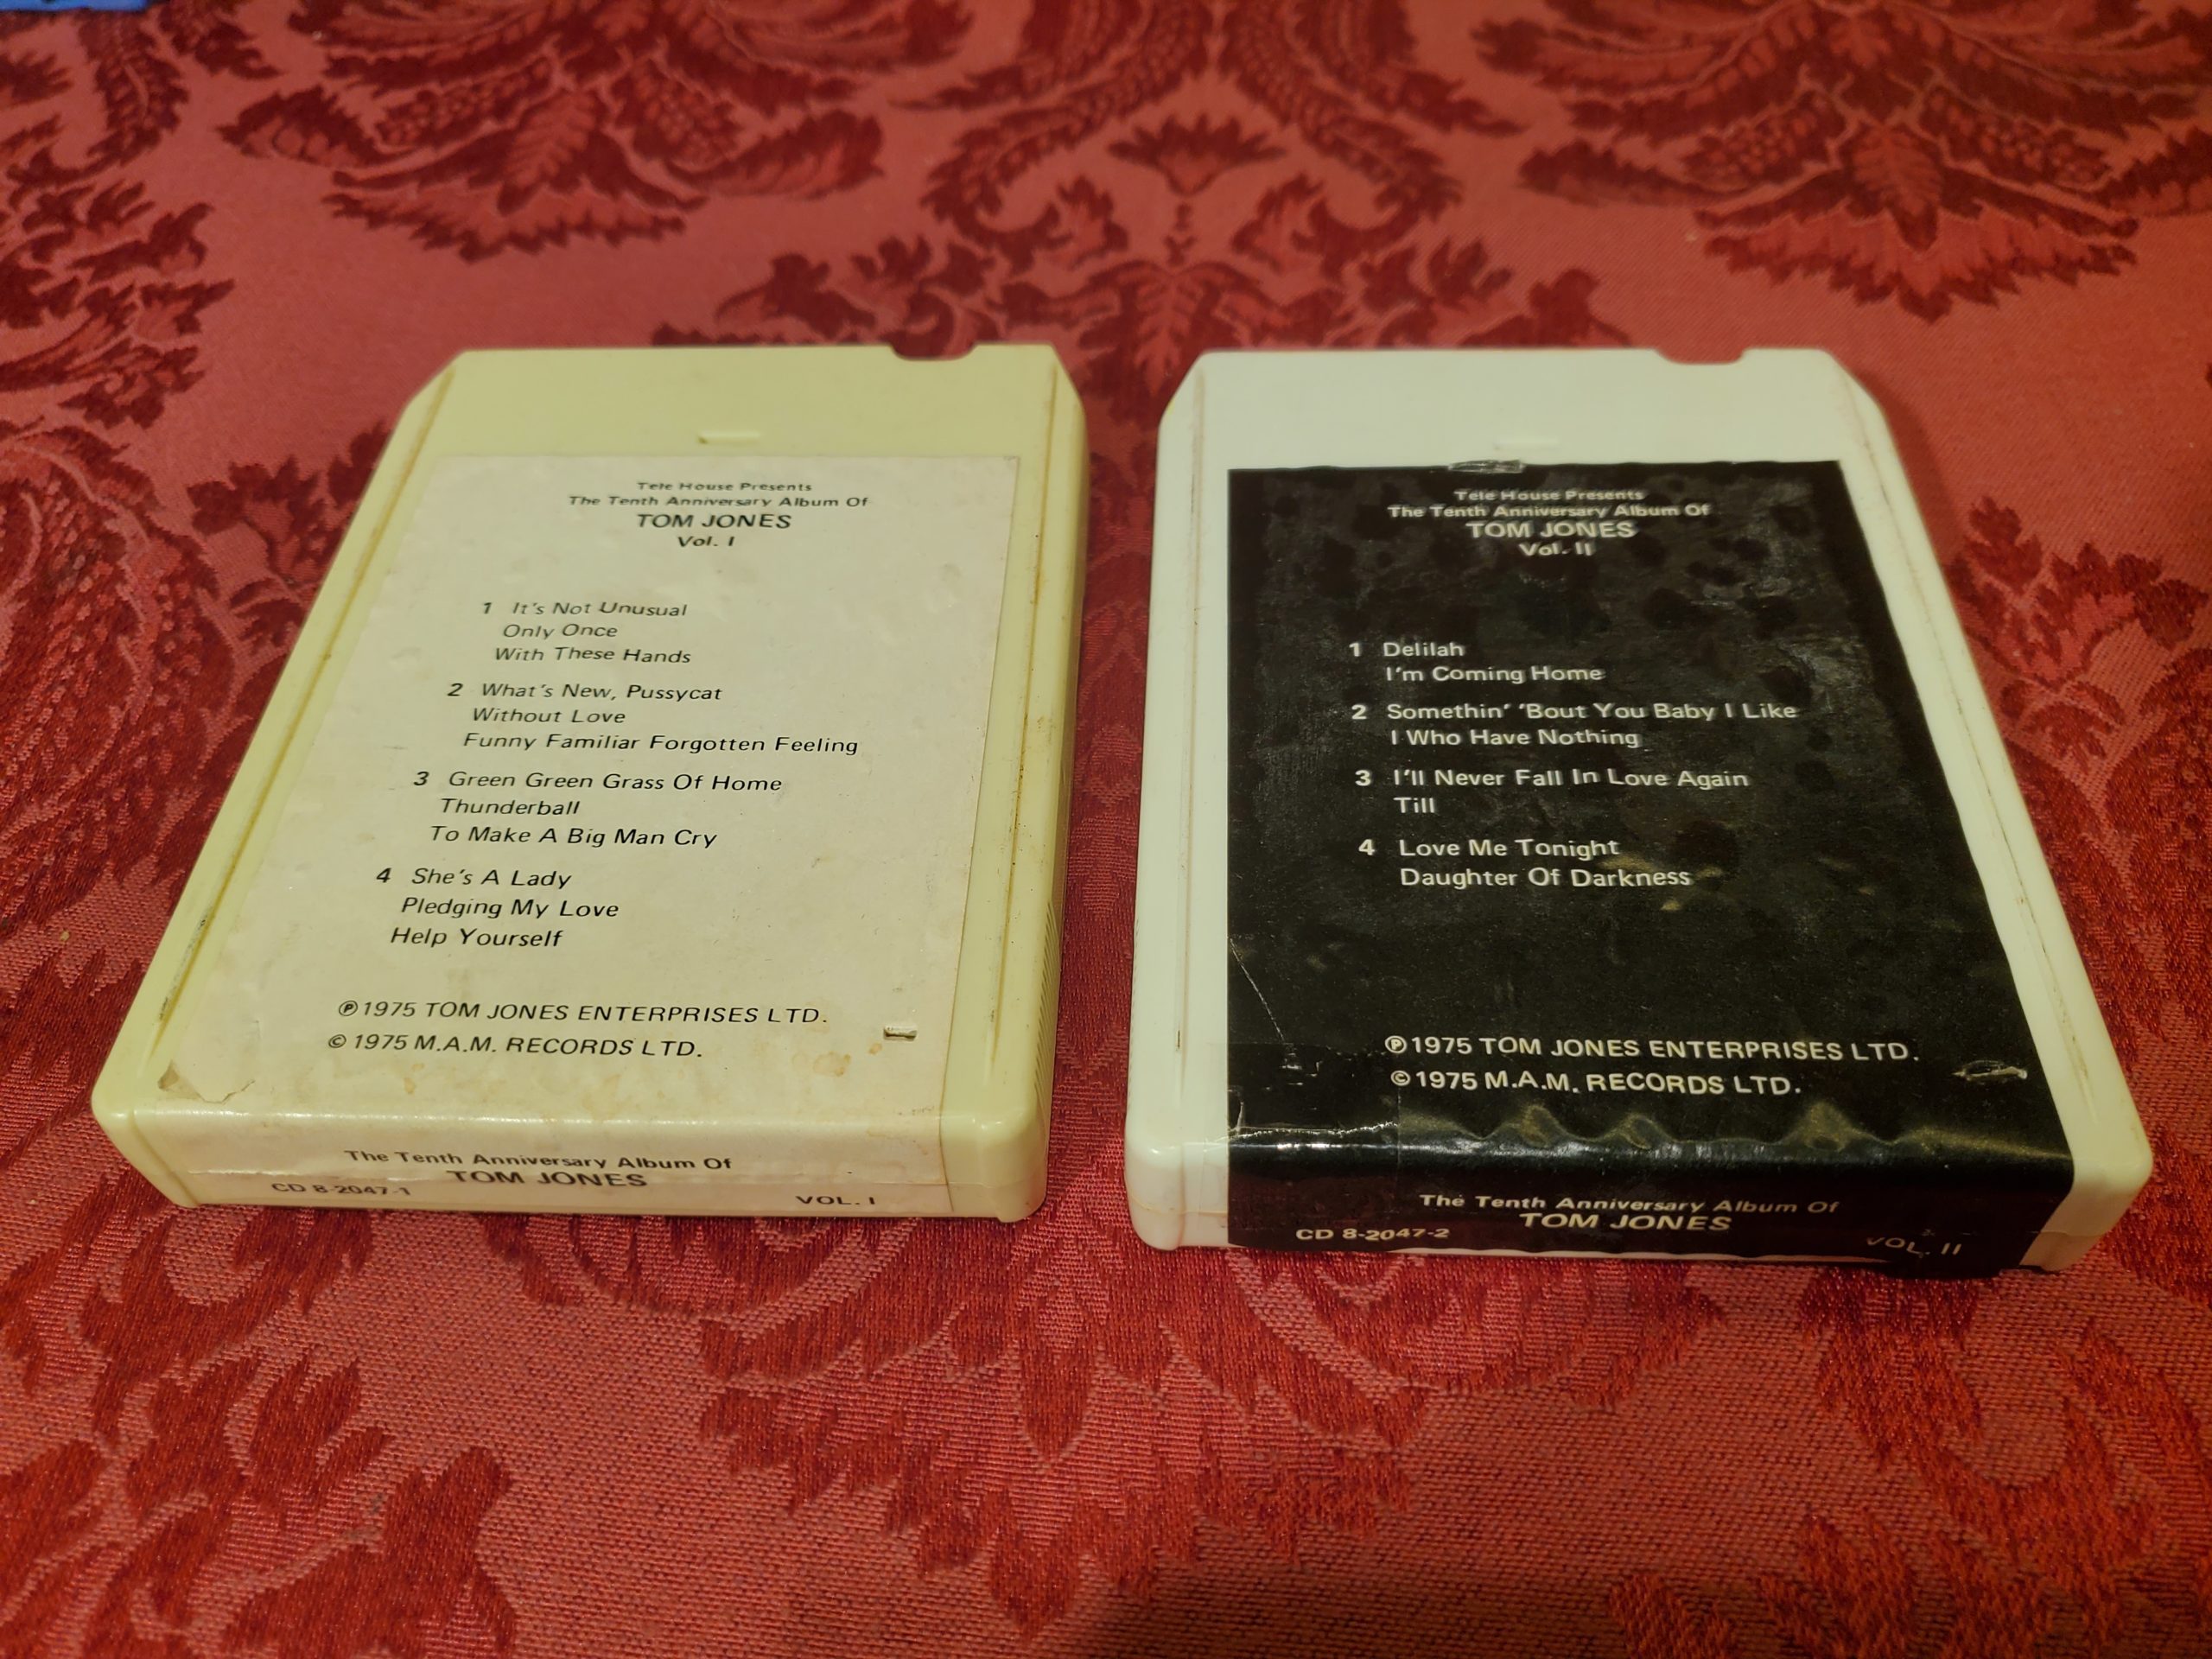 Tele House Presents
The Tenth Anniversary Album Of
TOM JONES
Vol. I
1 It's Not Unusual
Only Once
With These Hands
2 What's New, Pussycat
Without Love
Funny Familiar Forgotten Feeling
3 Green Green Grass Of Home
Thunderball
To Make A Big Man Cry
4 She's A Lady
Pledging My Love
Help Yourself
Ⓟ1975 TOM JONES ENTERPRISES LTD.
© 1975 M.A.M. RECORDS LTD.
The Tenth Anniversary Album Of
TOM JONES
CD 8-2047-1
VOL. I
Tele House Presents
The Tenth Anniversary Album Of
TOM JONES
Vol. II
1 Delilah
I'm Coming Home
2 Somethin' 'Bout You Baby I Like
I Who Have Nothing
3 I'll Never Fall In Love Again
Till
4 Love Me Tonight
Daughter Of Darkness
Ⓟ1975 TOM JONES ENTERPRISES LTD.
©1975 M.A.M. RECORDS LTD.
The Tenth Anniversary Album Of
TOM JONES
CD 8-2047-2
VOL. II